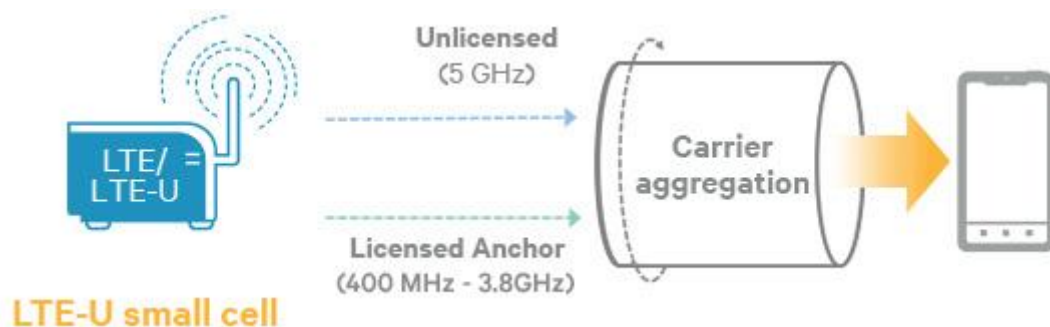 Unlicensed
(5 GHz)
LTE/
LTE-U
Carrier
aggregation
Licensed Anchor
(400 MHz - 3.8GHz)
LTE-U small cell